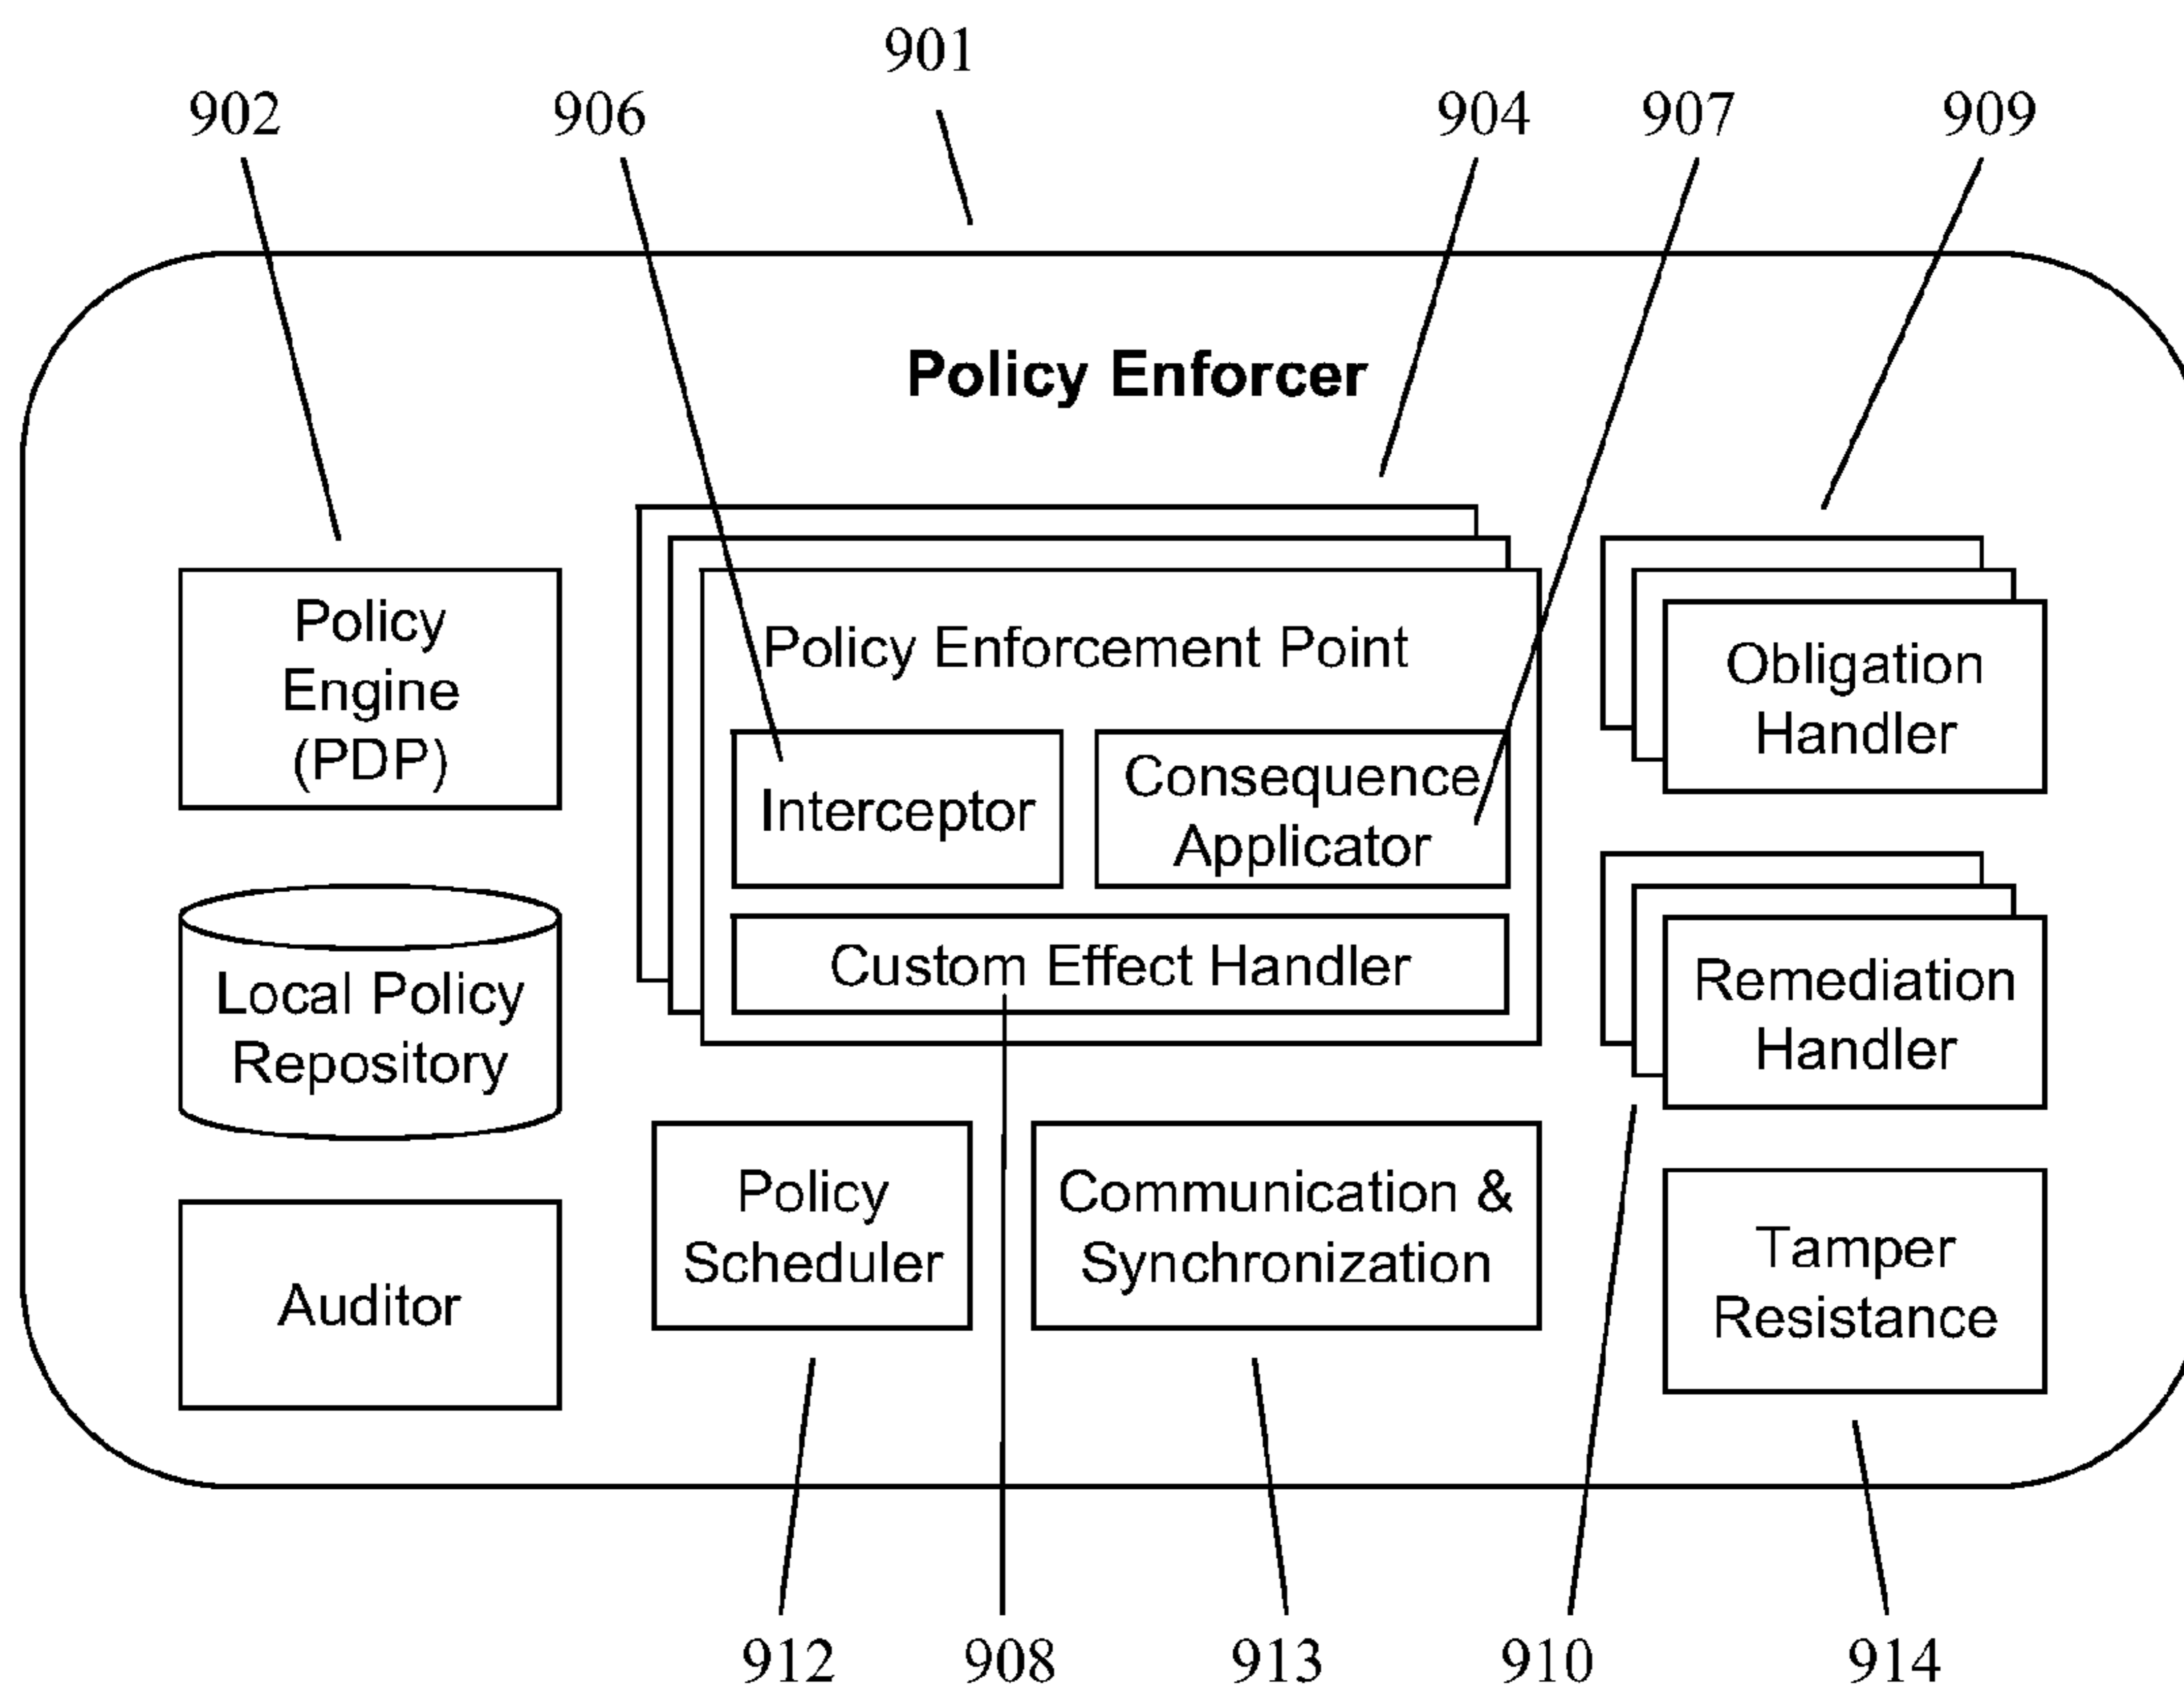 901
902
906
904
907
909
Policy Enforcer
Policy
Engine
(PDP)
Policy Enforcement Point
Interceptor
Consequence
Applicator
Custom Effect Handler
Obligation
Handler
Local Policy
Repository
Remediation
Handler
Auditor
Policy
Scheduler
Communication &
Synchronization
Tamper
Resistance
912
908
913
910
914